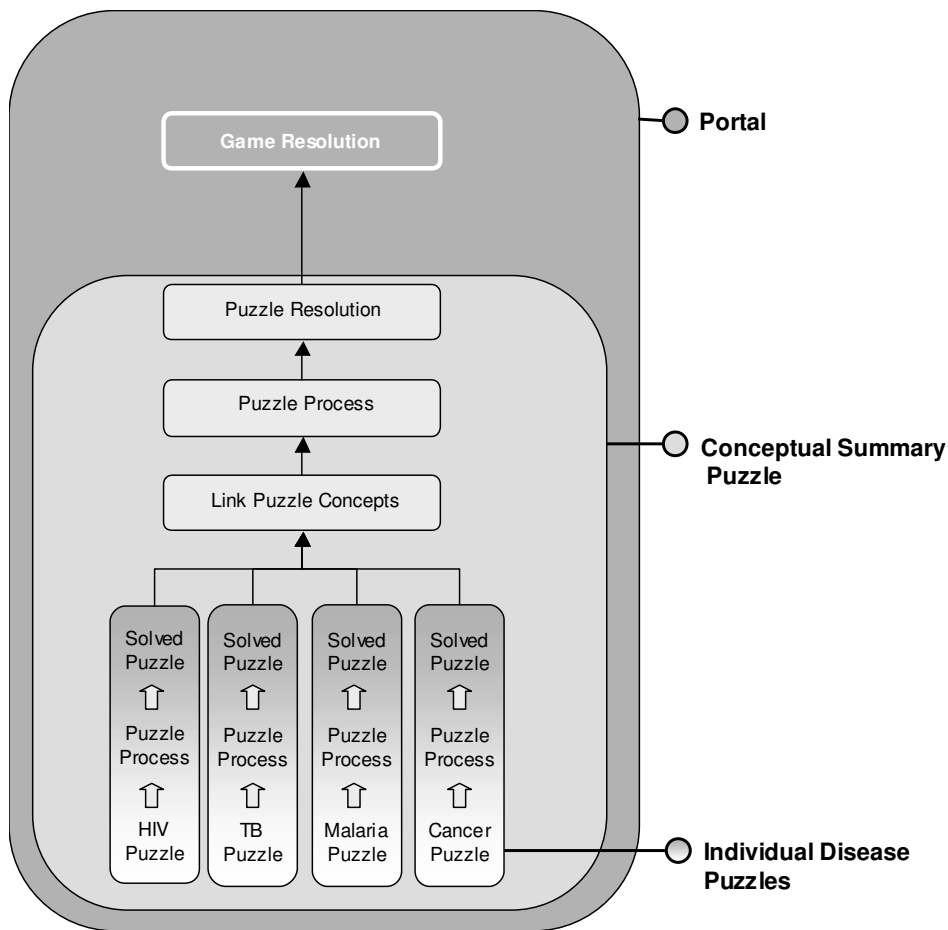 Game Resolution
Portal
Puzzle Resolution
Puzzle Process
Conceptual Summary
Puzzle
Link Puzzle Concepts
Solved
Puzzle
Puzzle
Process
HIV
Puzzle
Solved
Puzzle
Puzzle
Process
TB
Puzzle
Solved
Puzzle
Puzzle
Process
Malaria
Puzzle
Solved
Puzzle
Puzzle
Process
Cancer
Puzzle
Individual Disease
Puzzles